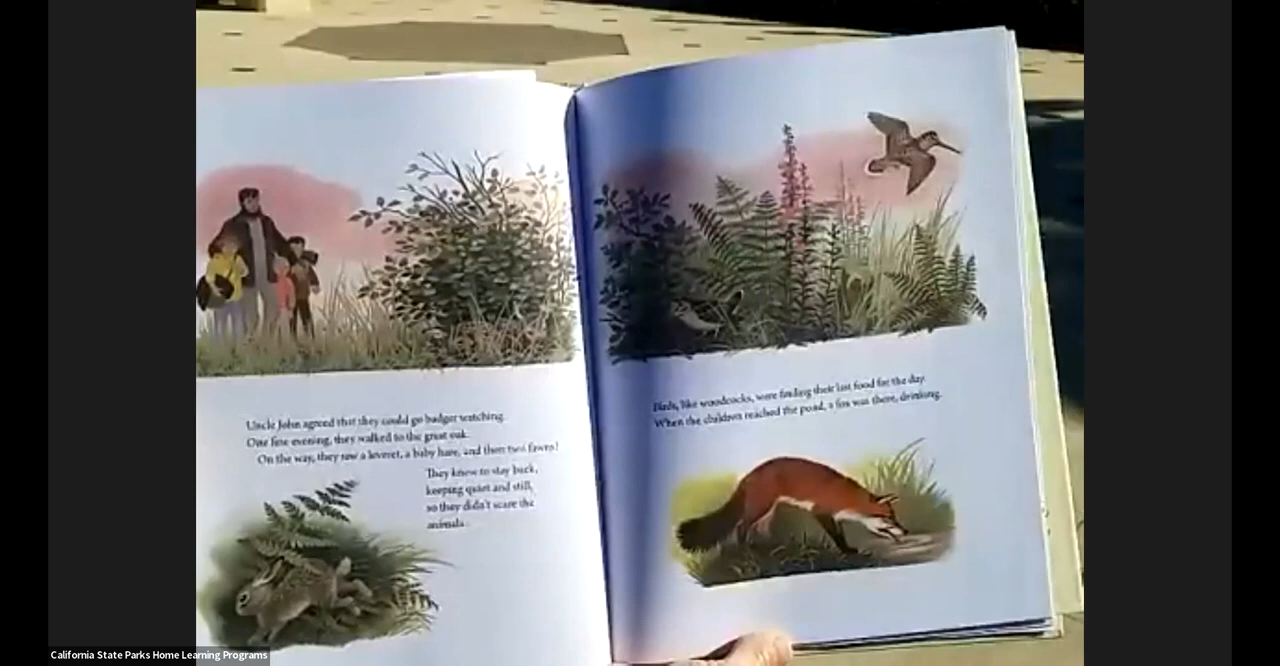 Uncle John agreed that they could go badger watching.
One fine evening, they walked to the great oak.
On the way, they saw a leveret, a baby hare, and then two fawns!
They knew to stay back,
keeping quiet and still,
so they didn't scare the
animals.
Birds, like woodcocks, were finding their last food for the day.
When the children reached the pond, a fox was there, drinking.
California State Parks Home Learning Programs